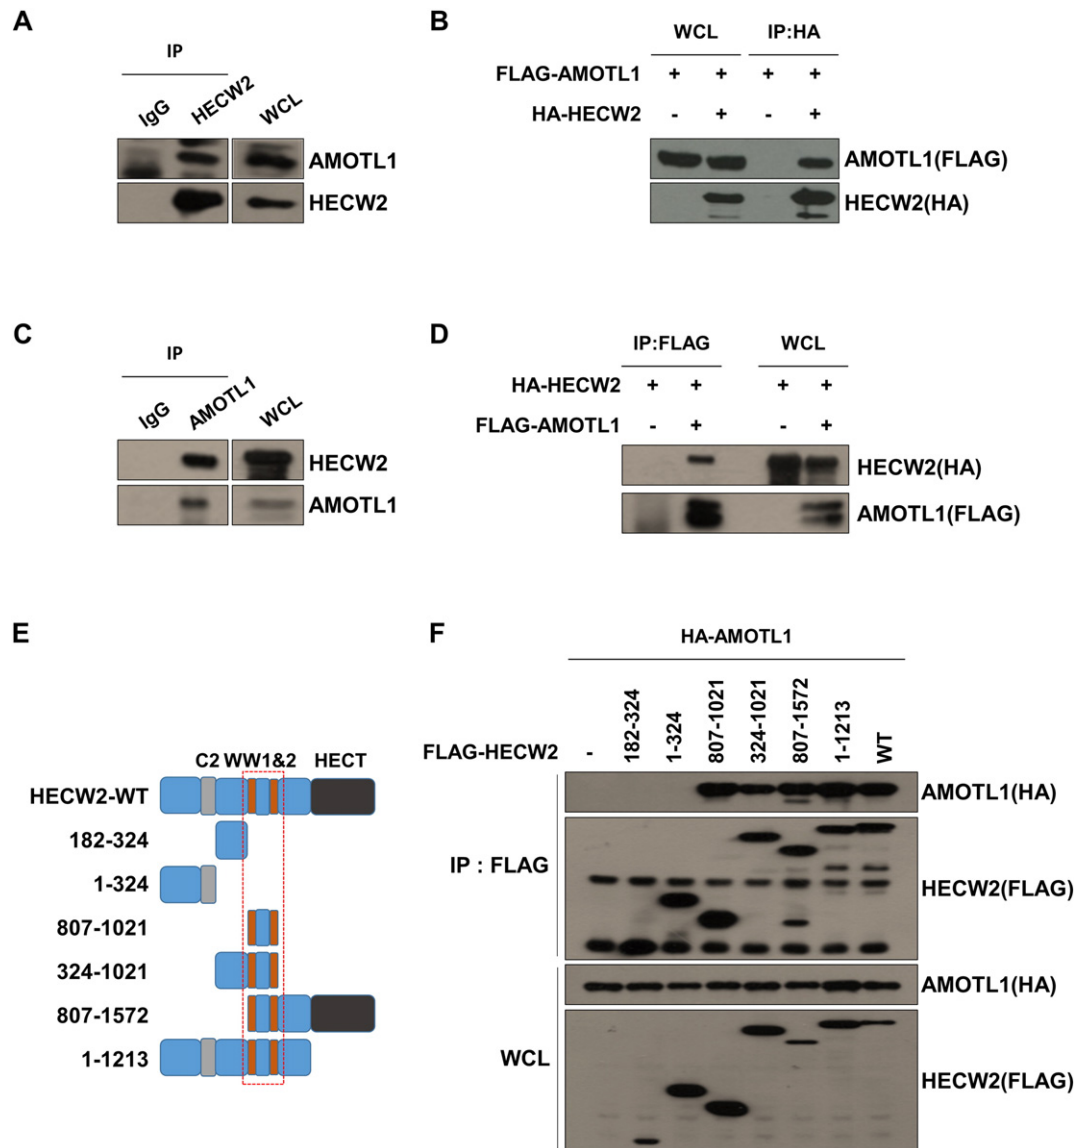 A
IP
IgG HECW2 WCL
AMOTL1
HECW2
B
WCL IP:HA
FLAG-AMOTL1 + + + +
HA-HECW2 - + - +
AMOTL1(FLAG)
HECW2(HA)
C
IP
IgG AMOTL1 WCL
HECW2
AMOTL1
D
IP:FLAG WCL
HA-HECW2 + + + +
FLAG-AMOTL1 - + - +
HECW2(HA)
AMOTL1(FLAG)
E
C2 WW1&2 HECT
HECW2-WT
182-324
1-324
807-1021
324-1021
807-1572
1-1213
F
HA-AMOTL1
FLAG-HECW2 - 182-324 1-324 807-1021 324-1021 807-1572 1-1213 WT
AMOTL1(HA)
IP : FLAG
HECW2(FLAG)
AMOTL1(HA)
WCL
HECW2(FLAG)